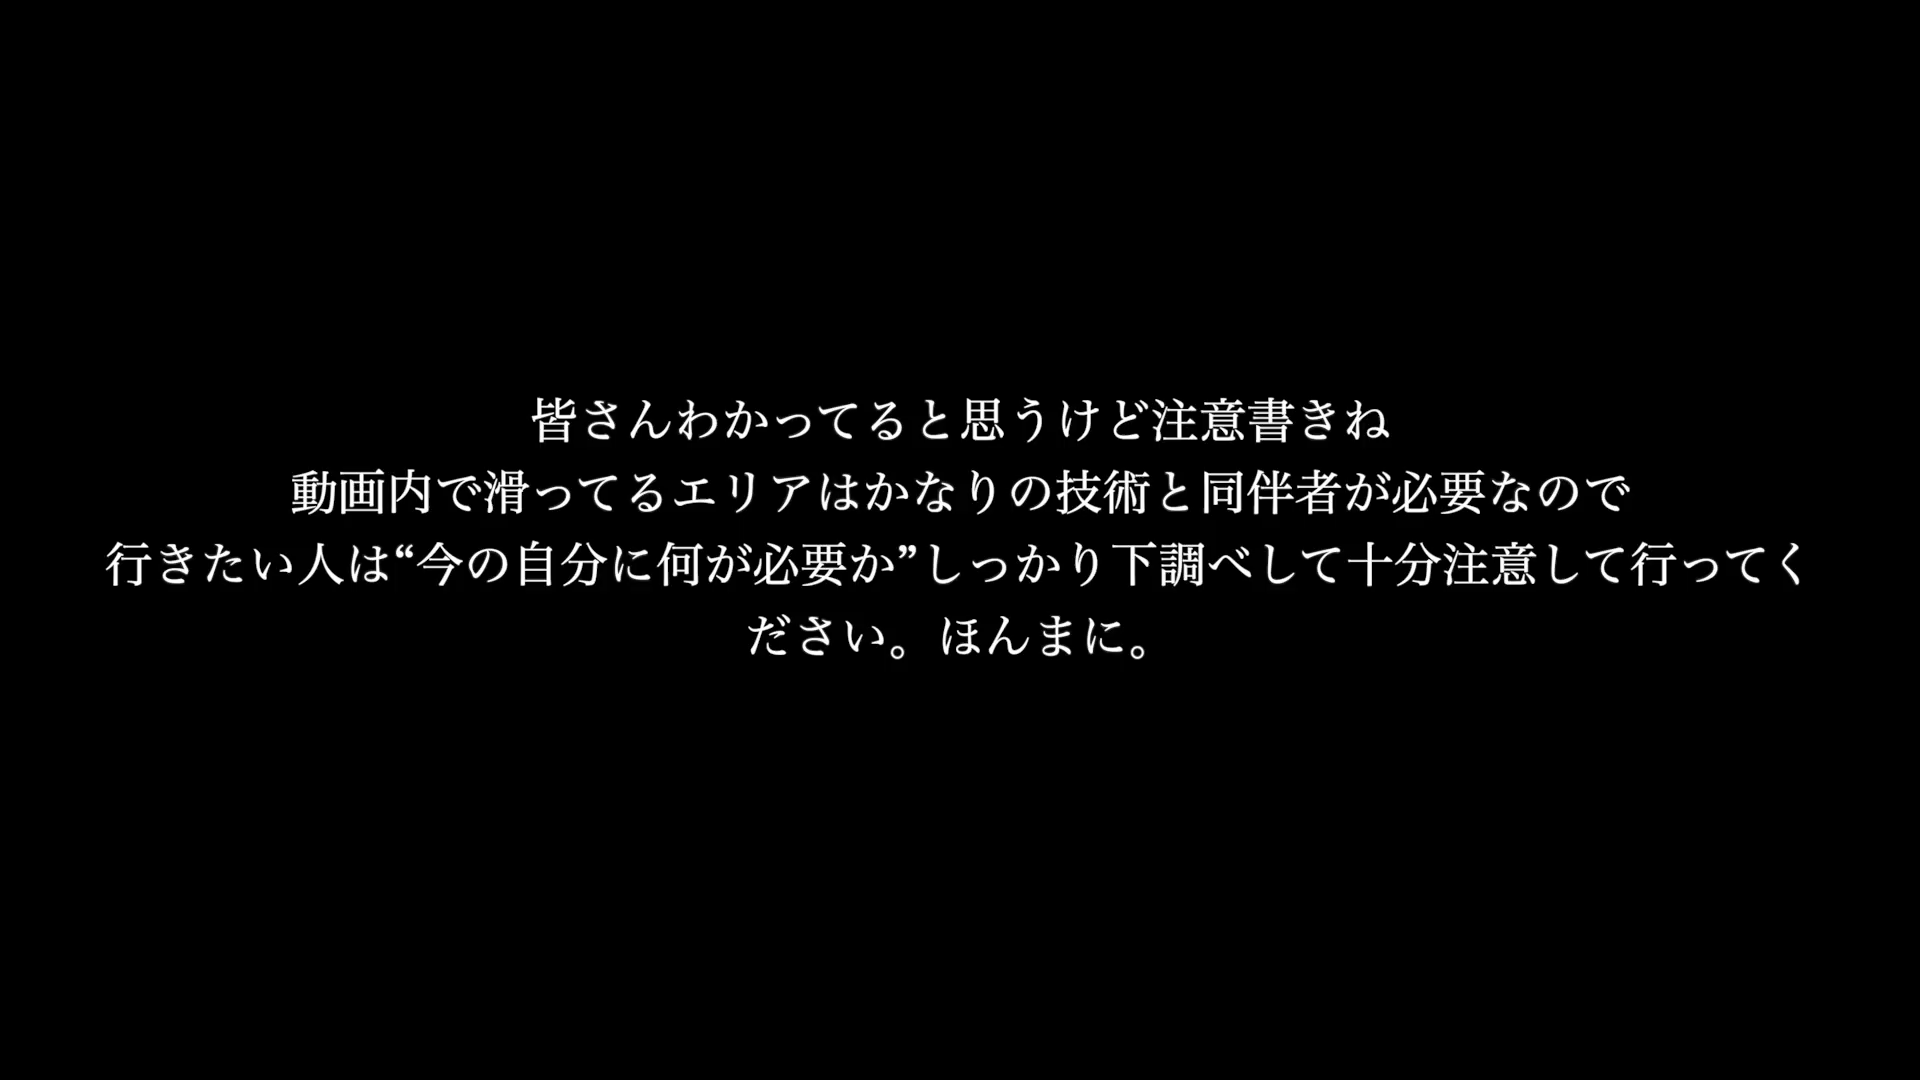 皆さんわかってると思うけど注意書きね
動画内で滑ってるエリアはかなりの技術と同伴者が必要なので
行きたい人は“今の自分に何が必要か”しっかり下調べして十分注意して行ってく
ださい。ほんまに。